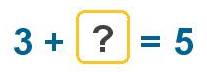 3 + ? = 5